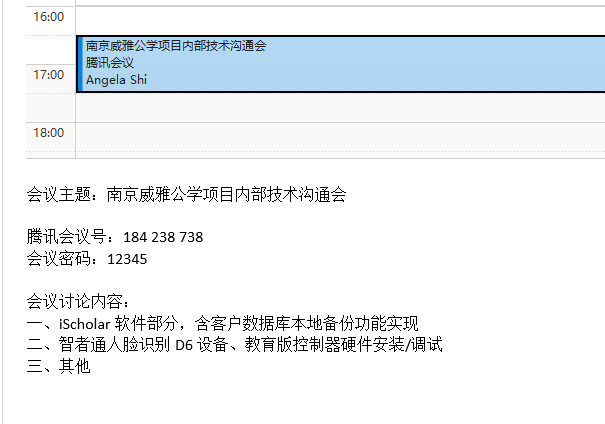 16:00
南京威雅公学项目内部技术沟通会
腾讯会议
17:00
Angela Shi
18:00
会议主题：南京威雅公学项目内部技术沟通会
腾讯会议号：184 238 738
会议密码：12345
会议讨论内容：
一、iScholar 软件部分，含客户数据库本地备份功能实现
二、智者通人脸识别 D6 设备、教育版控制器硬件安装/调试
三、其他